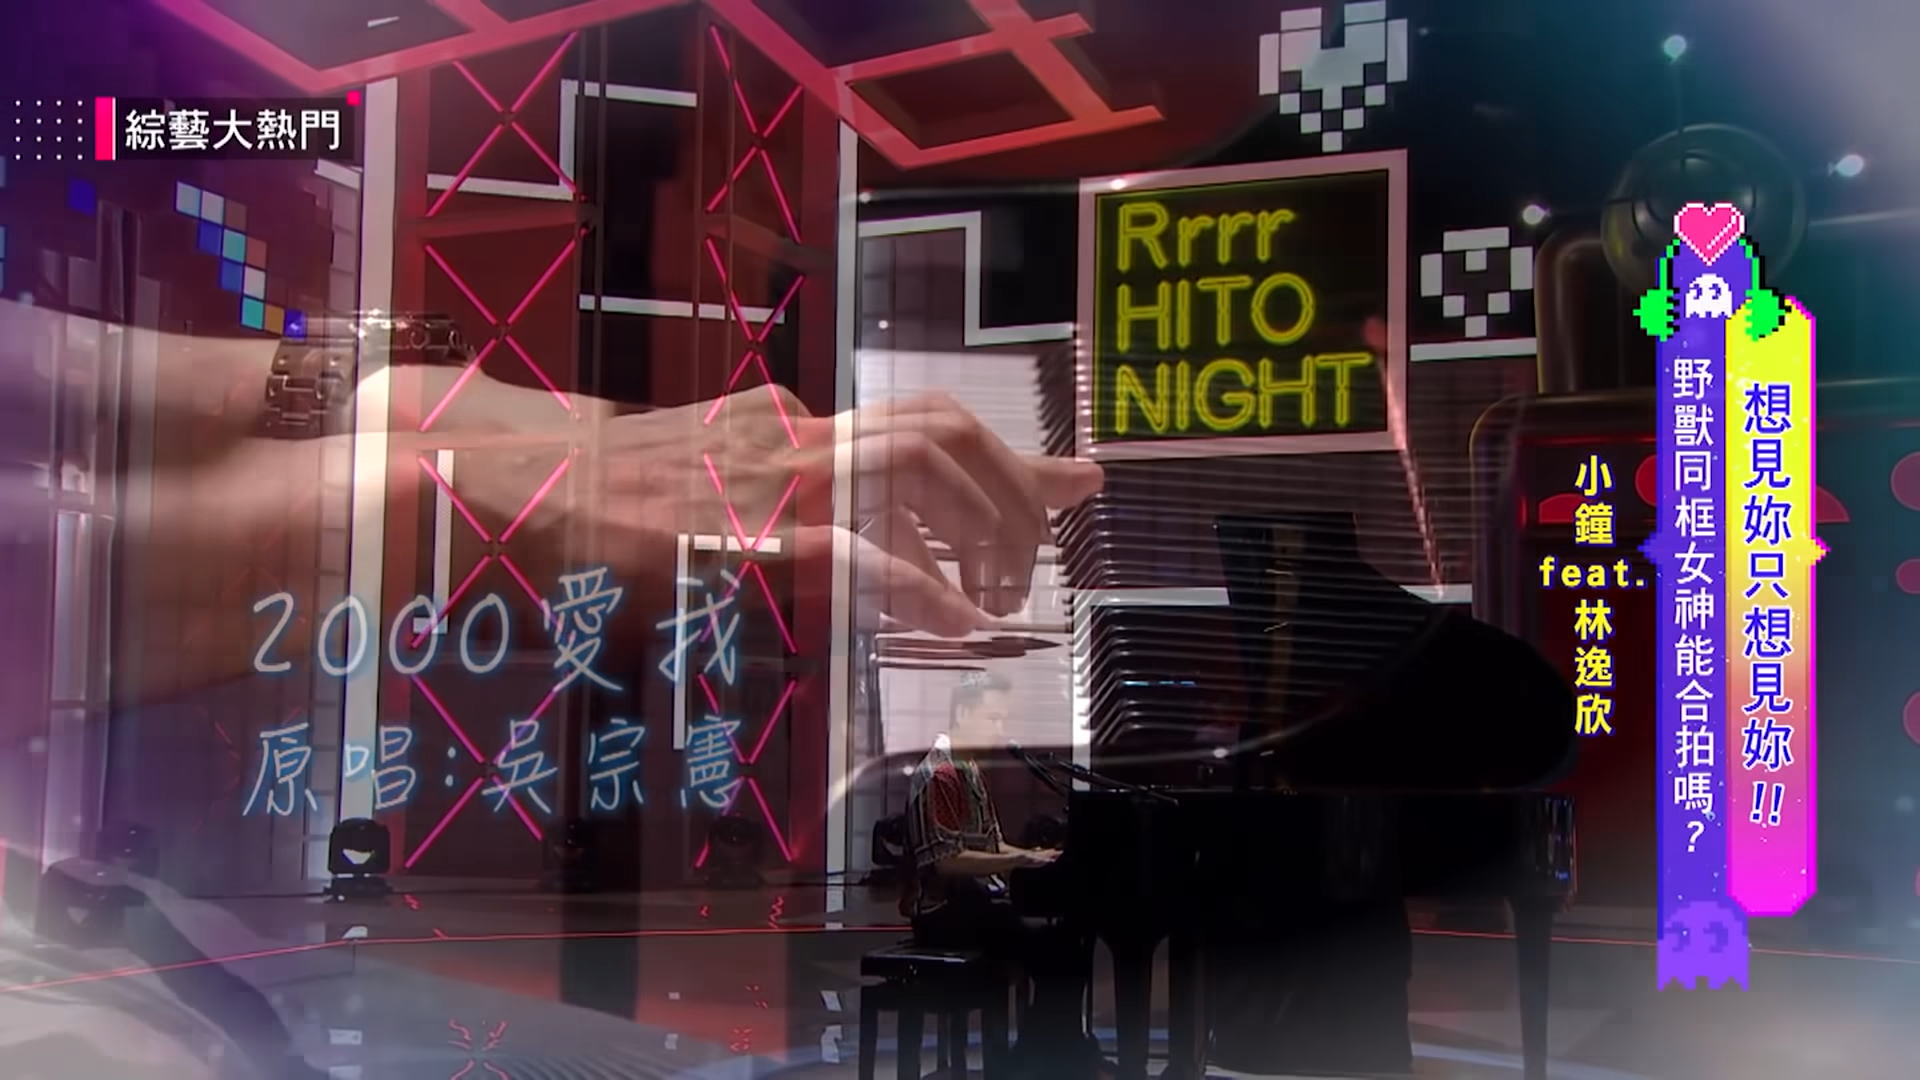 綜藝大熱門
Rrrr
HITO
NIGHT
2000愛我
原唱:吳宗憲
想見妳只想見妳!!
野獸同框女神能合拍嗎?
小鐘
feat.
林逸欣